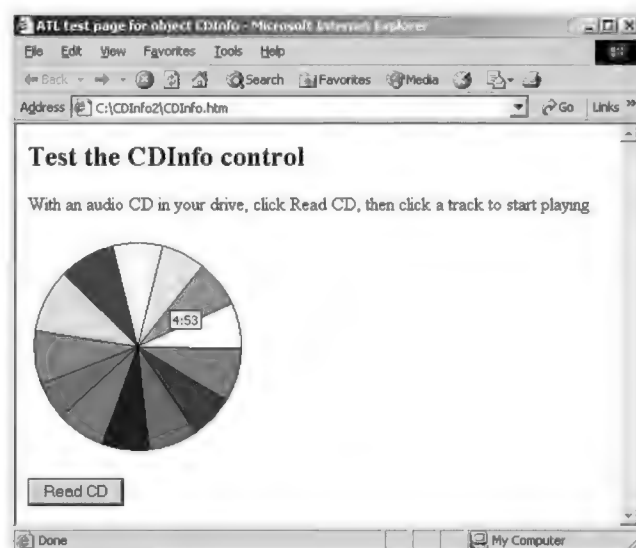 ATL test page for object CDInfo - Microsoft Internet Explorer
File Edit View Favorites Tools Help
Back Search Favorites Media
Address C:\CDInfo2\CDInfo.htm Go Links »
Test the CDInfo control
With an audio CD in your drive, click Read CD, then click a track to start playing
4:53
Read CD
Done My Computer